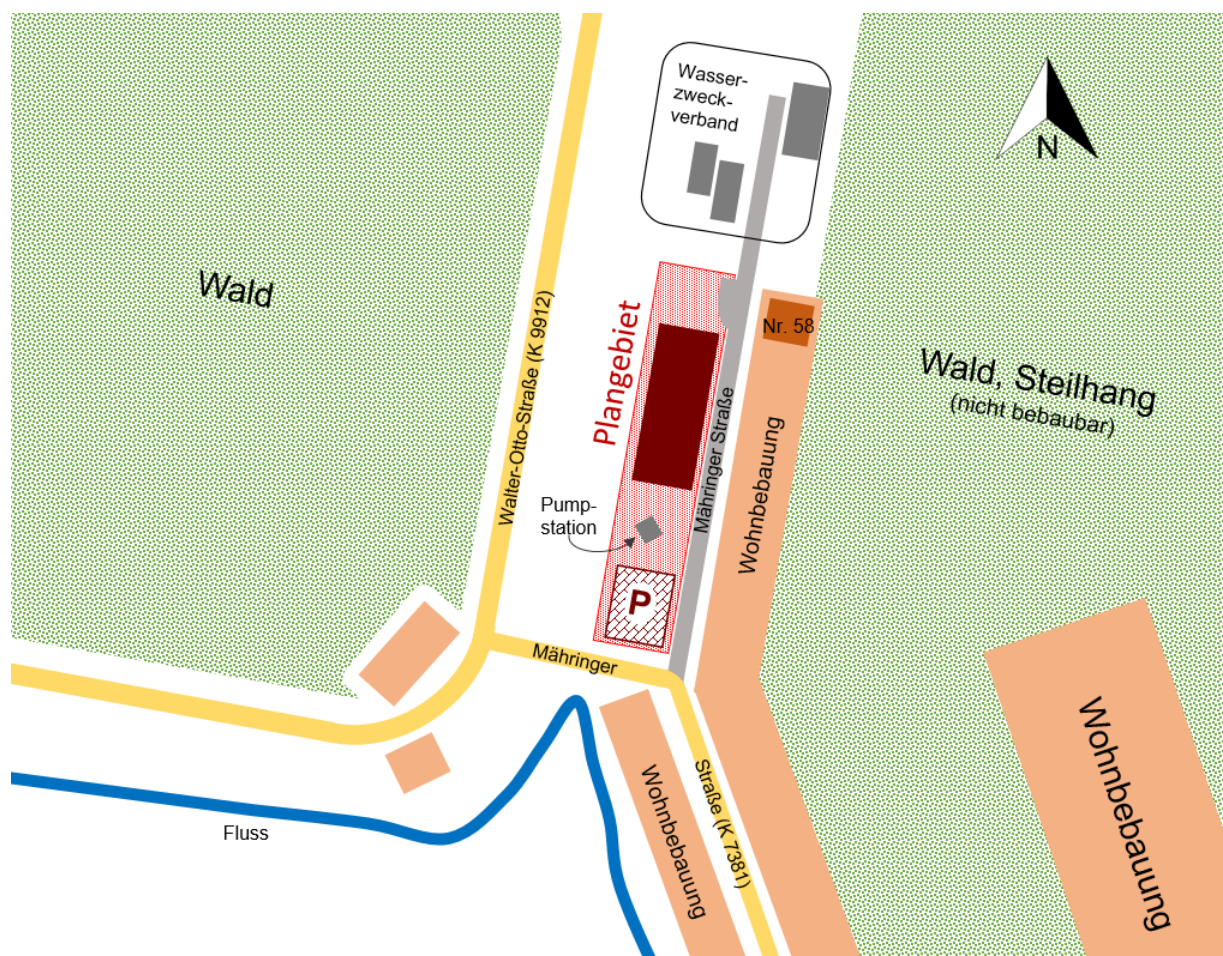 Wasser-
zweck-
verband
N
Wald
Walter-Otto-Straße (K 9912)
Plangebiet
Nr. 58
Wald, Steilhang
(nicht bebaubar)
Mähringer Straße
Wohnbebauung
Pump-
station
P
Mähringer
Straße (K 7381)
Wohnbebauung
Wohnbebauung
Fluss